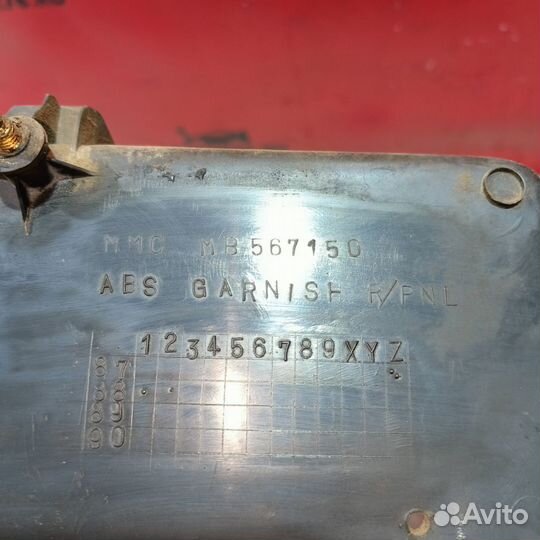 MMC MB567150
ABS GARNISH R/PNL
123456789XYZ
87
88
89
90
Avito